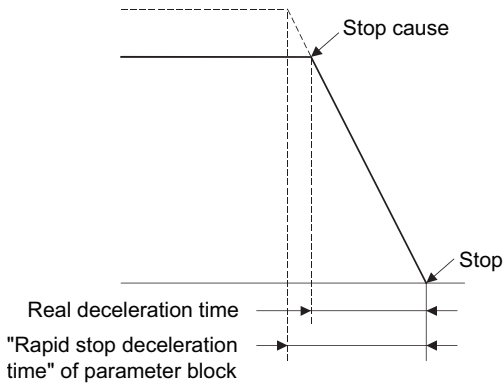 Stop cause
Stop
Real deceleration time
"Rapid stop deceleration
time" of parameter block